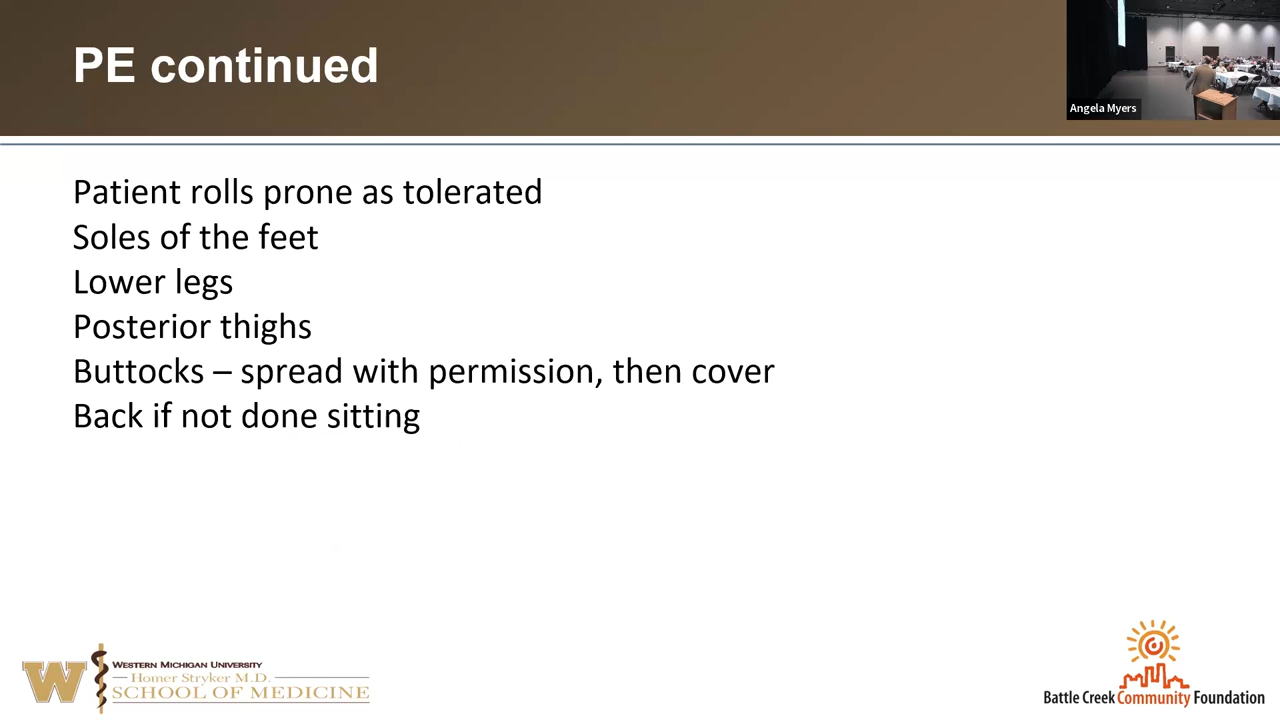 PE continued
Angela Myers
Patient rolls prone as tolerated
Soles of the feet
Lower legs
Posterior thighs
Buttocks – spread with permission, then cover
Back if not done sitting
W
WESTERN MICHIGAN UNIVERSITY
Homer Stryker M.D.
SCHOOL OF MEDICINE
Battle Creek Community Foundation